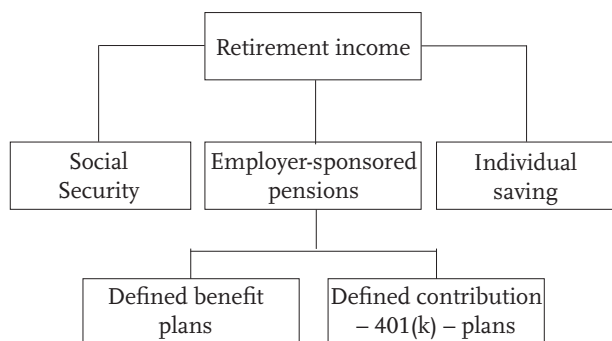 Retirement income
Social
Security
Employer-sponsored
pensions
Individual
saving
Defined benefit
plans
Defined contribution
– 401(k) – plans